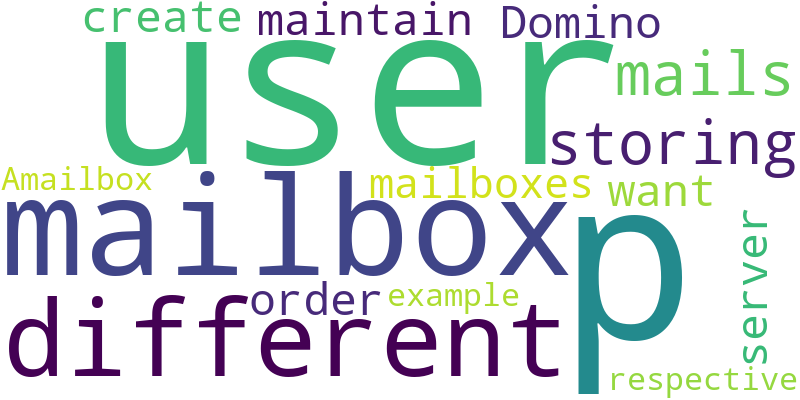 create maintain Domino
user
mails
storing
Amailbox mailboxes want
mailbox
p
different
order example
server
respective